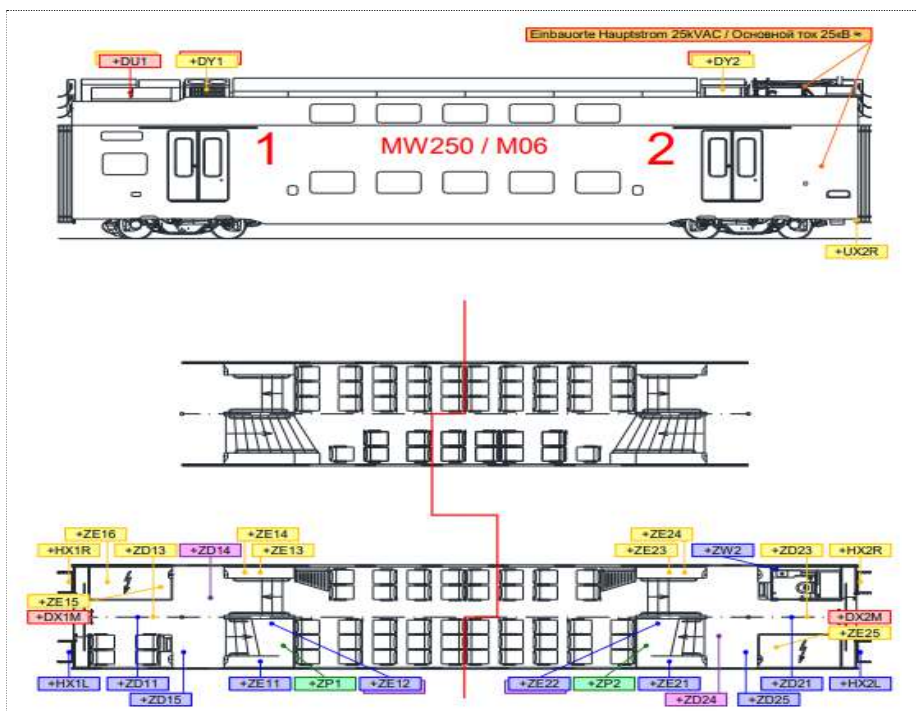 Einbauorte Hauptstrom 25kVAC / Основной ток 25кВ ≈
+DU1 +DY1 +DY2
1 MW250 / M06 2
+UX2R
+ZE16 +ZE14 +ZE24
+HX1R +ZD13 +ZD14 +ZE13 +ZE23 +ZW2 +ZD23 +HX2R
+ZE15
+DX1M +DX2M
+ZE25
+HX1L +ZD11 +ZE11 +ZP1 +ZE12 +ZE22 +ZP2 +ZE21 +ZD21 +HX2L
+ZD15 +ZD24 +ZD25